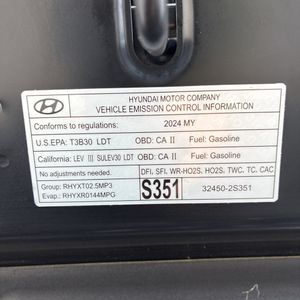 HYUNDAI MOTOR COMPANY
VEHICLE EMISSION CONTROL INFORMATION
Conforms to regulations: 2024 MY
U.S.EPA: T3B30 LDT OBD: CA II Fuel: Gasoline
California: LEV III SULEV30 LDT OBD: CA II Fuel: Gasoline
No adjustments needed. DFI, SFI, WR-HO2S, HO2S, TWC, TC, CAC
Group: RHYXT02.5MP3 S351 32450-2S351
Evap: RHYXR0144MPG